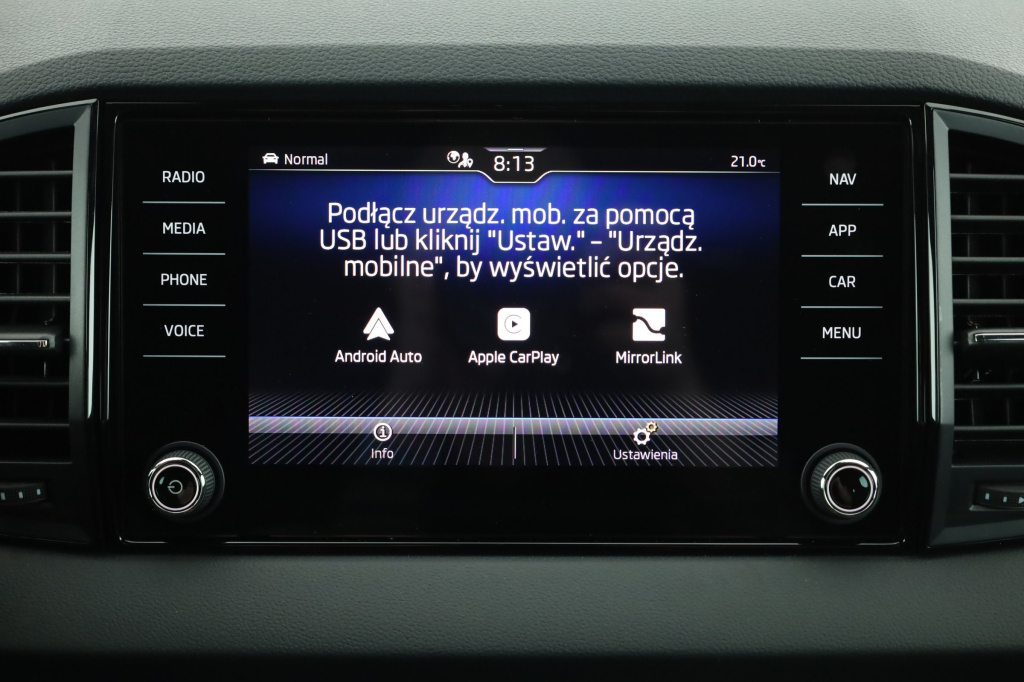 RADIO
MEDIA
PHONE
VOICE
Normal
8:13
21.0°C
Podłącz urządz. mob. za pomocą
USB lub kliknij "Ustaw." - "Urządz.
mobilne", by wyświetlić opcje.
Android Auto
Apple CarPlay
MirrorLink
Info
Ustawienia
NAV
APP
CAR
MENU